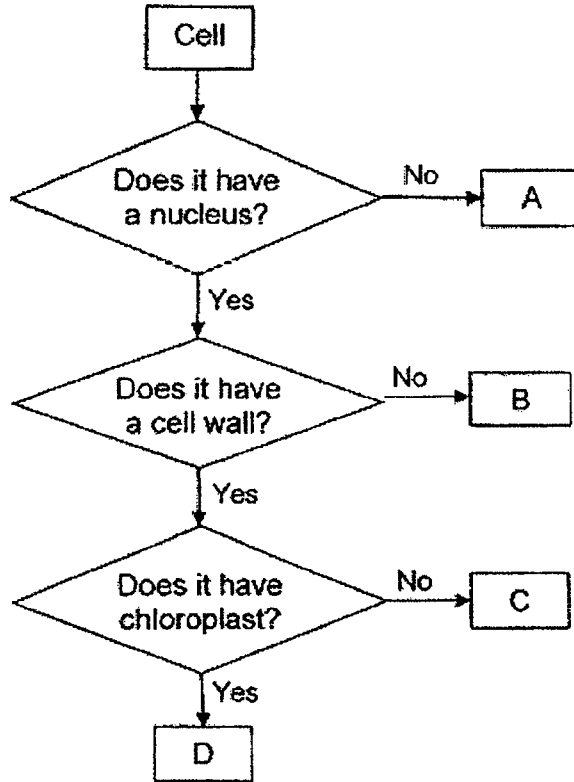 Cell
Does it have
a nucleus?
No
A
Yes
Does it have
a cell wall?
No
B
Yes
Does it have
chloroplast?
No
C
Yes
D